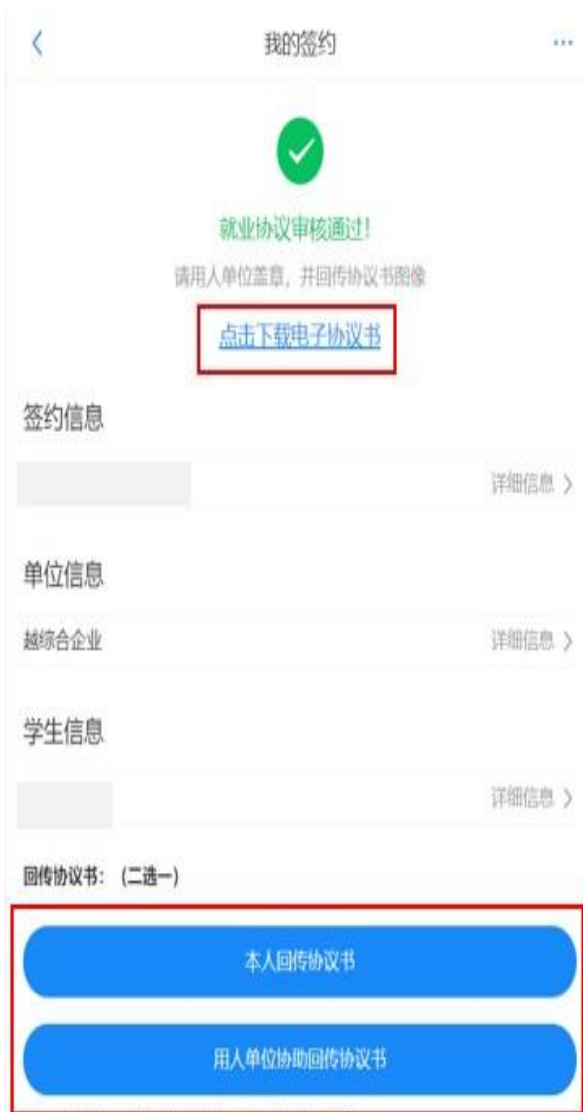 我的签约
就业协议审核通过!
请用人单位盖章，并回传协议书图像
点击下载电子协议书
签约信息
详细信息
单位信息
越综合企业 详细信息
学生信息
详细信息
回传协议书：（二选一）
本人回传协议书
用人单位协助回传协议书